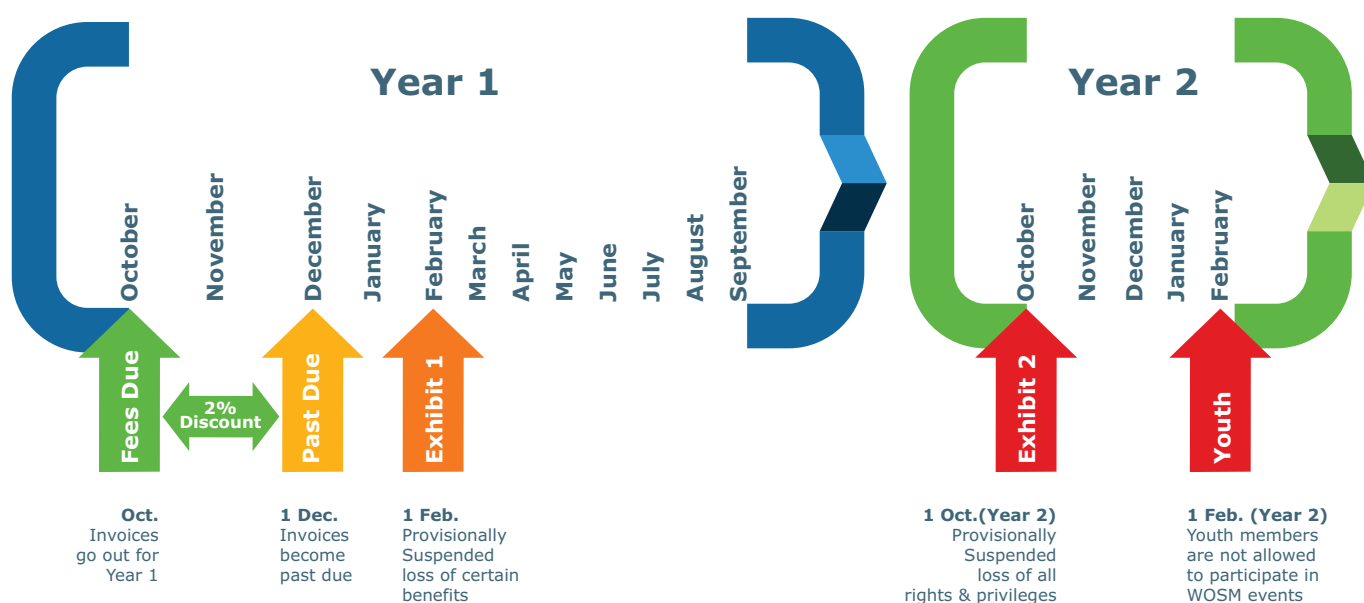 Year 1
Year 2
October
November
December
January
February
March
April
May
June
July
August
September
October
November
December
January
February
Fees Due
2%
Discount
Past Due
Exhibit 1
Exhibit 2
Youth
Oct.
Invoices
go out for
Year 1
1 Dec.
Invoices
become
past due
1 Feb.
Provisionally
Suspended
loss of certain
benefits
1 Oct.(Year 2)
Provisionally
Suspended
loss of all
rights & privileges
1 Feb. (Year 2)
Youth members
are not allowed
to participate in
WOSM events